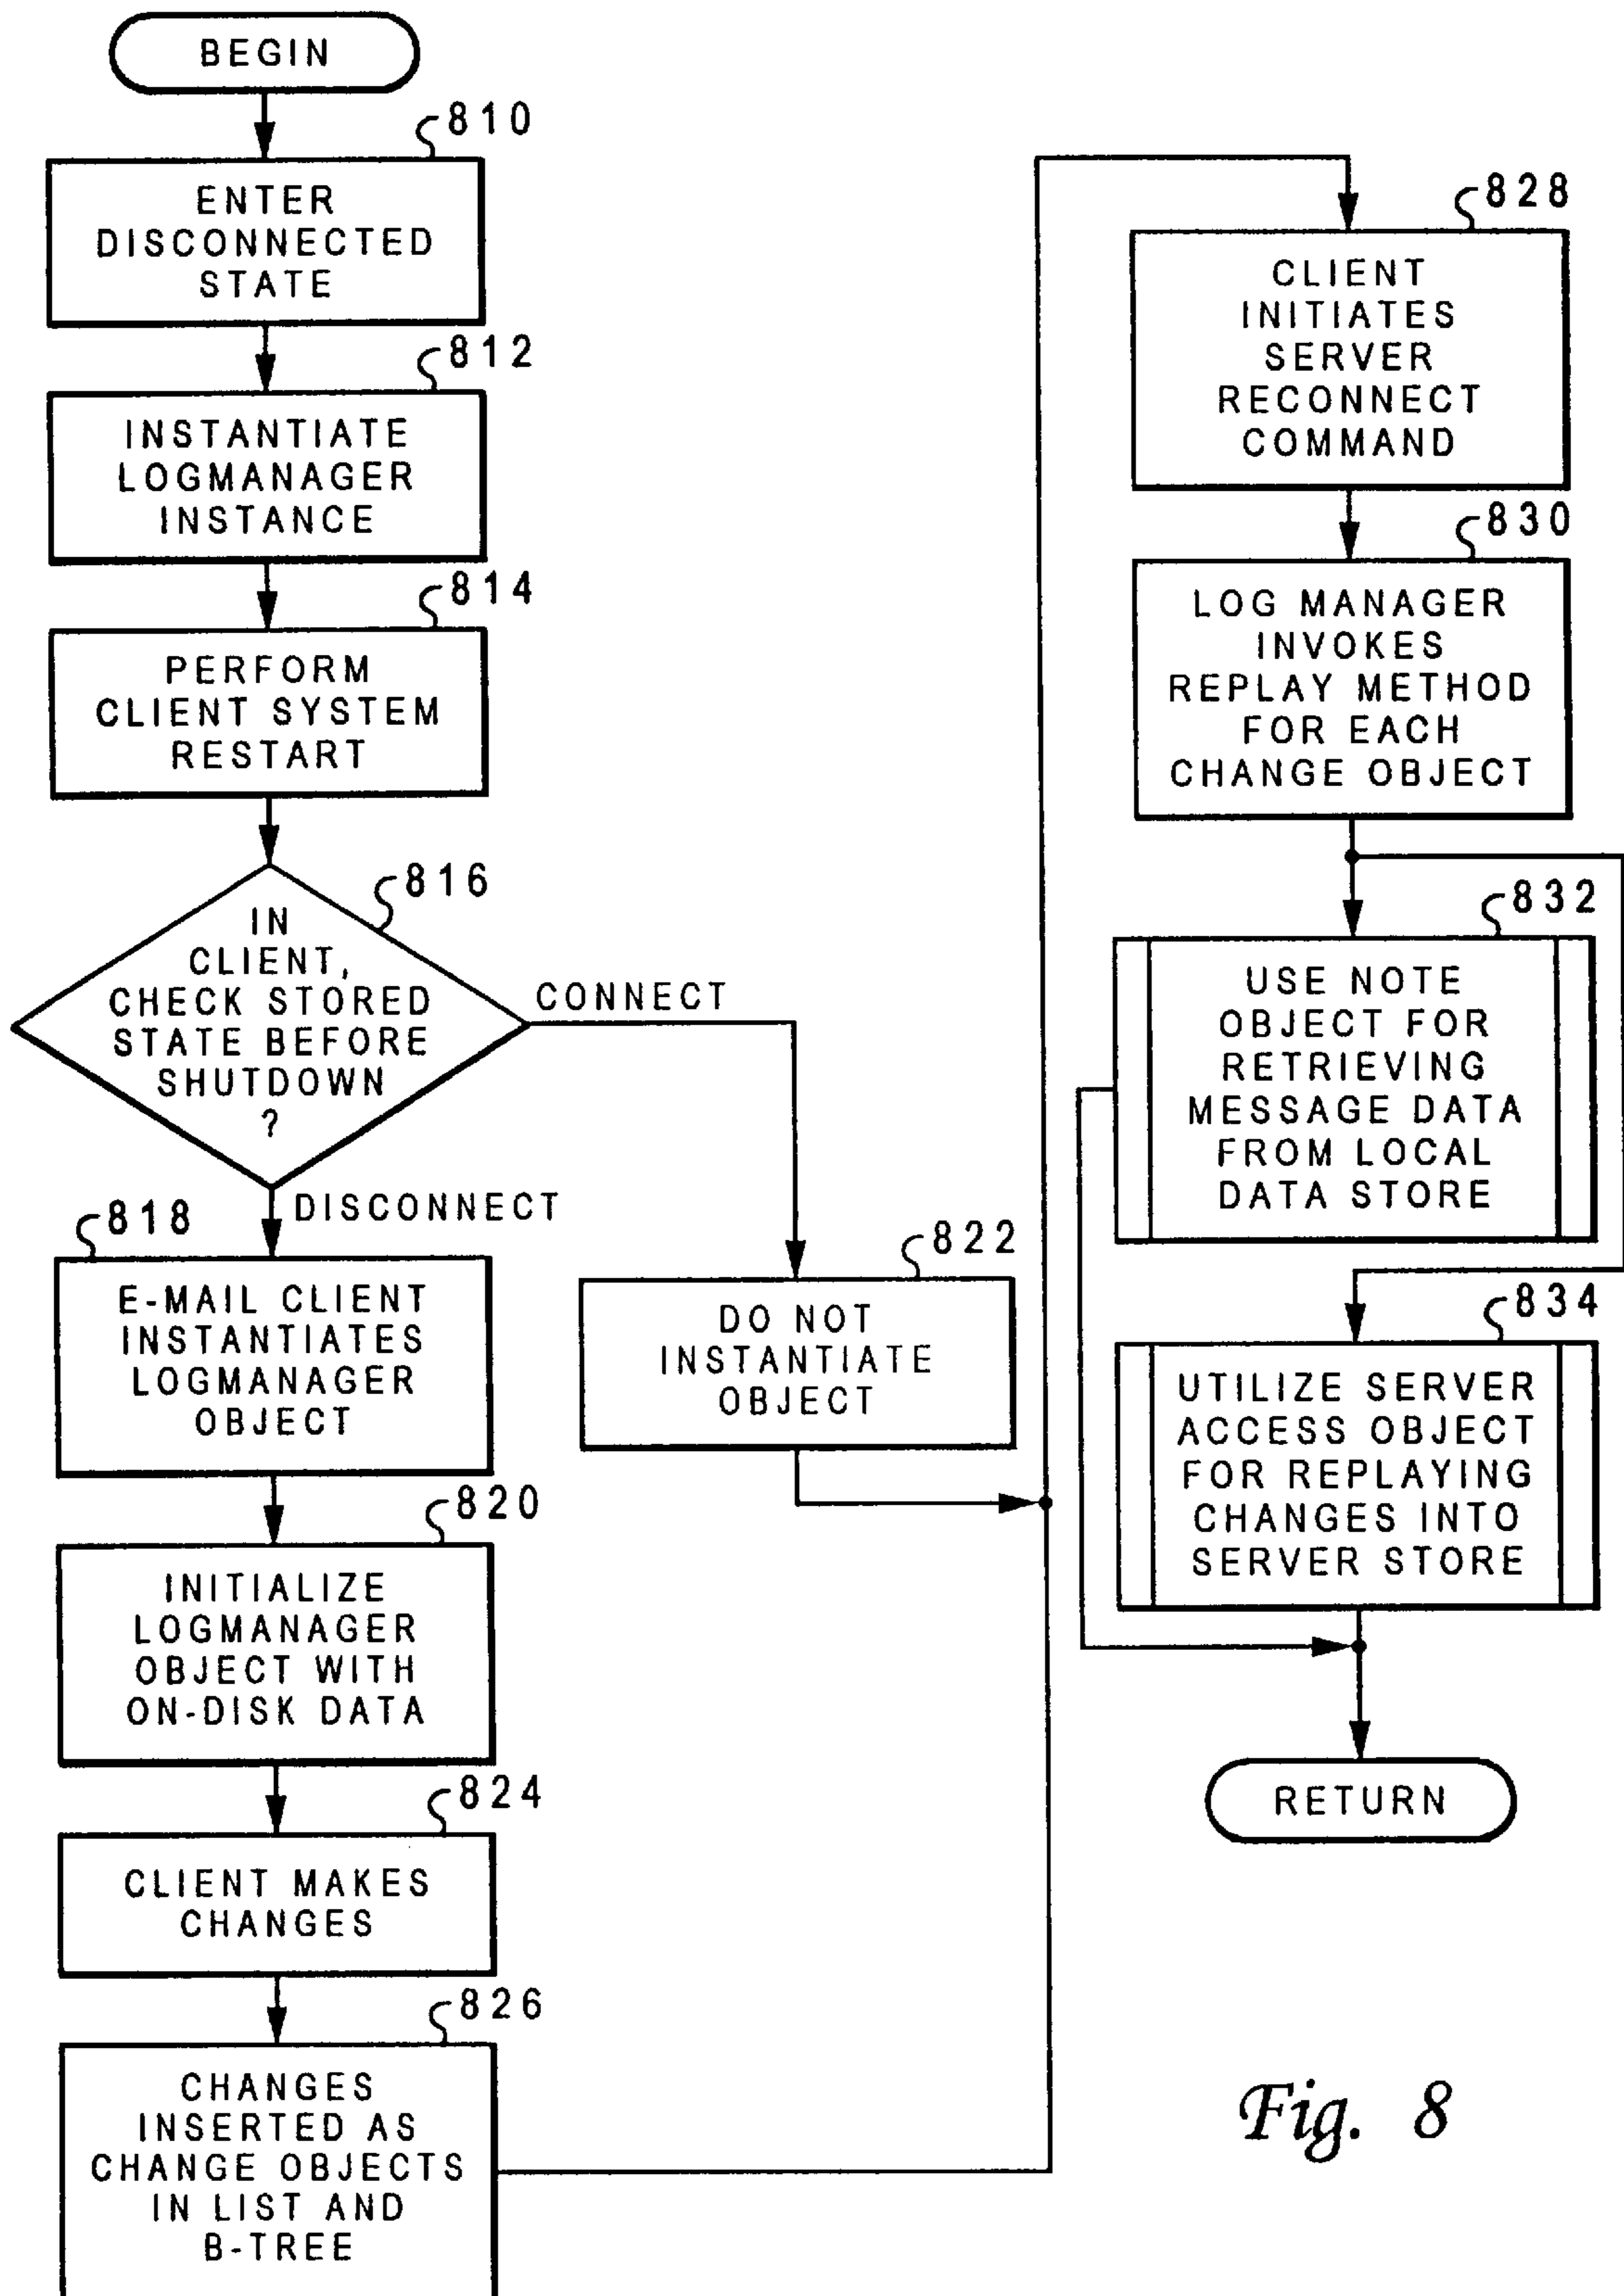 BEGIN
810
ENTER
DISCONNECTED
STATE
812
INSTANTIATE
LOGMANAGER
INSTANCE
814
PERFORM
CLIENT SYSTEM
RESTART
816
IN
CLIENT,
CHECK STORED
STATE BEFORE
SHUTDOWN
?
CONNECT
DISCONNECT
818
E-MAIL CLIENT
INSTANTIATES
LOGMANAGER
OBJECT
822
DO NOT
INSTANTIATE
OBJECT
820
INITIALIZE
LOGMANAGER
OBJECT WITH
ON-DISK DATA
824
CLIENT MAKES
CHANGES
826
CHANGES
INSERTED AS
CHANGE OBJECTS
IN LIST AND
B-TREE
828
CLIENT
INITIATES
SERVER
RECONNECT
COMMAND
830
LOG MANAGER
INVOKES
REPLAY METHOD
FOR EACH
CHANGE OBJECT
832
USE NOTE
OBJECT FOR
RETRIEVING
MESSAGE DATA
FROM LOCAL
DATA STORE
834
UTILIZE SERVER
ACCESS OBJECT
FOR REPLAYING
CHANGES INTO
SERVER STORE
RETURN
Fig. 8